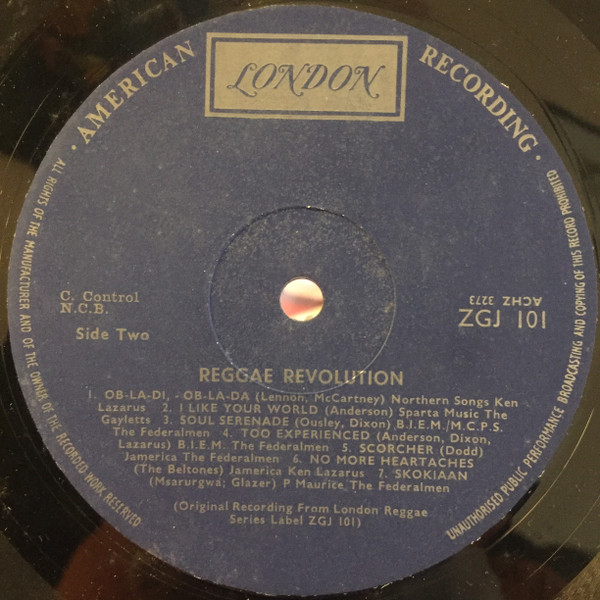 · AMERICAN RECORDING ·
LONDON
ALL RIGHTS OF THE MANUFACTURER AND OF THE OWNER OF THE RECORDED WORK RESERVED
UNAUTHORISED PUBLIC PERFORMANCE BROADCASTING AND COPYING OF THIS RECORD PROHIBITED
C. Control
N.C.B.
Side Two
ACHZ 3273
ZGJ 101
REGGAE REVOLUTION
1. OB-LA-DI, - OB-LA-DA (Lennon, McCartney) Northern Songs Ken
Lazarus 2. I LIKE YOUR WORLD (Anderson) Sparta Music The
Gayletts 3. SOUL SERENADE (Ousley, Dixon) B.I.E.M./M.C.P.S.
The Federalmen 4. TOO EXPERIENCED (Anderson, Dixon,
Lazarus) B.I.E.M. The Federalmen 5. SCORCHER (Dodd)
Jamerica The Federalmen 6. NO MORE HEARTACHES
(The Beltones) Jamerica Ken Lazarus 7. SKOKIAAN
(Msarurgwa; Glazer) P Maurice The Federalmen
(Original Recording From London Reggae
Series Label ZGJ 101)